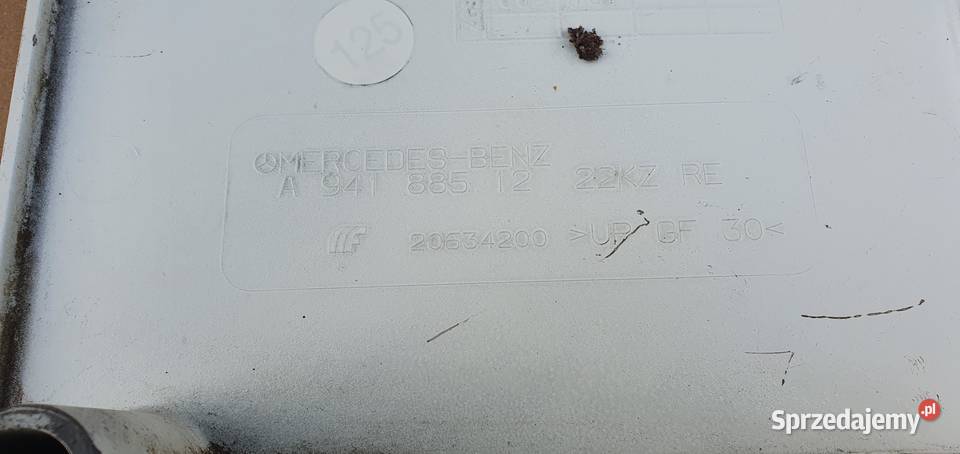 125
MERCEDES-BENZ
A 941 885 12 22KZ RE
20634200 >UP GF 30<
Sprzedajemy.pl